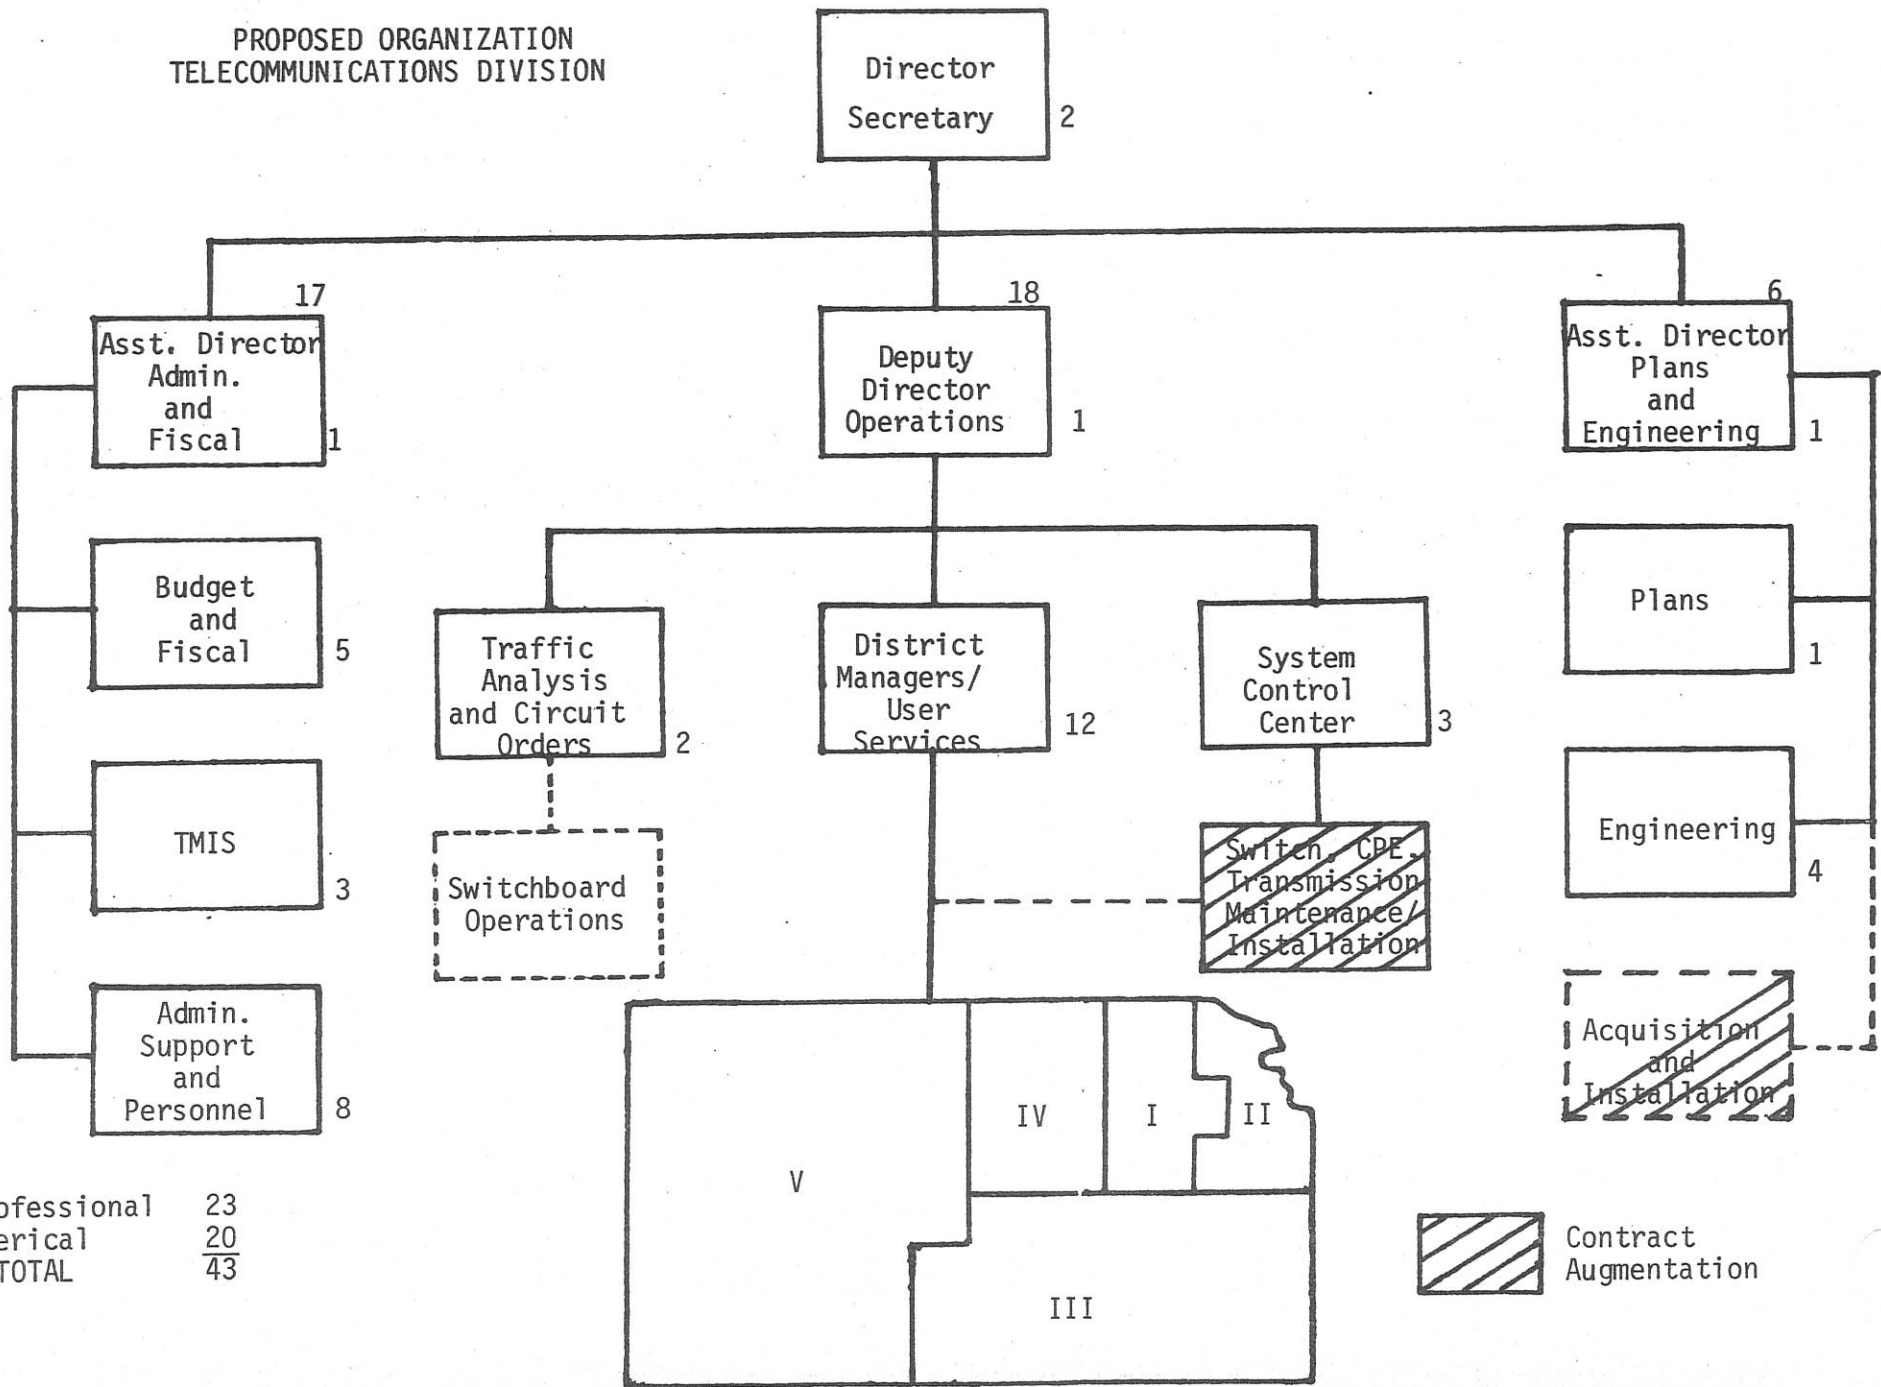 PROPOSED ORGANIZATION
TELECOMMUNICATIONS DIVISION
Director
Secretary 2
17
Asst. Director
Admin.
and
Fiscal 1
18
Deputy
Director
Operations 1
6
Asst. Director
Plans
and
Engineering 1
Budget
and
Fiscal 5
TMIS 3
Admin.
Support
and
Personnel 8
Traffic
Analysis
and Circuit
Orders 2
Switchboard
Operations
District
Managers/
User
Services 12
System
Control
Center 3
Switch, CPE,
Transmission
Maintenance/
Installation
Plans 1
Engineering 4
Acquisition
and
Installation
V
IV
I
II
III
ofessional 23
erical 20
TOTAL 43
Contract
Augmentation